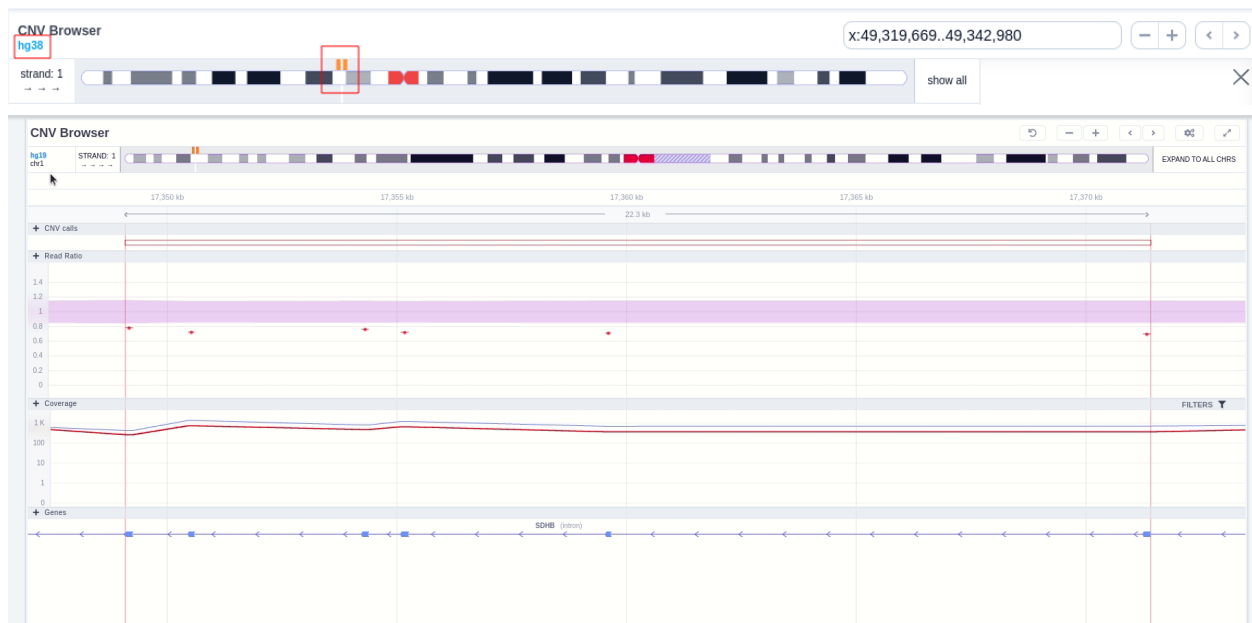 CNV Browser
hg38
x:49,319,669..49,342,980
− +
< >
strand: 1
→ → →
show all
CNV Browser
− +
< >
hg19
chr1
STRAND: 1
→ → → →
EXPAND TO ALL CHRS
17,350 kb 17,355 kb 17,360 kb 17,365 kb 17,370 kb
22.3 kb
+ CNV calls
+ Read Ratio
1.4
1.2
1
0.8
0.6
0.4
0.2
0
+ Coverage
FILTERS
1 K
100
10
1
0
+ Genes
SDHB (intron)